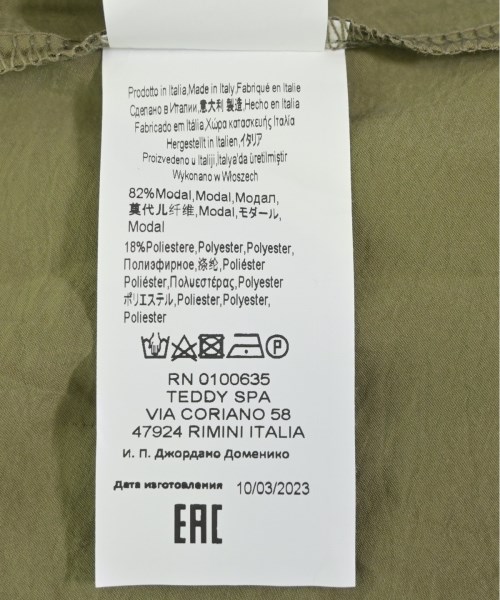 Prodotto in Italia,Made in Italy,Fabriqué en Italie
Сделано в Италии,意大利 製造,Hecho en Italia
Fabricado em Itália,Χώρα κατασκευής Ιταλία
Hergestellt in Italien,イタリア
Proizvedeno u Italiji,Italya'da üretilmiştir
Wykonano w Włoszech
82%Modal,Modal,Модал,
莫代儿纤维,Modal,モダール,
Modal
18%Poliestere,Polyester,Polyester,
Полиэфирное,涤纶,Poliéster
Poliéster,Πολυεστέρας,Polyester
ポリエステル,Poliester,Polyester,
Poliester
P
RN 0100635
TEDDY SPA
VIA CORIANO 58
47924 RIMINI ITALIA
И. П. Джордано Доменико
Дата изготовления 10/03/2023
EAC